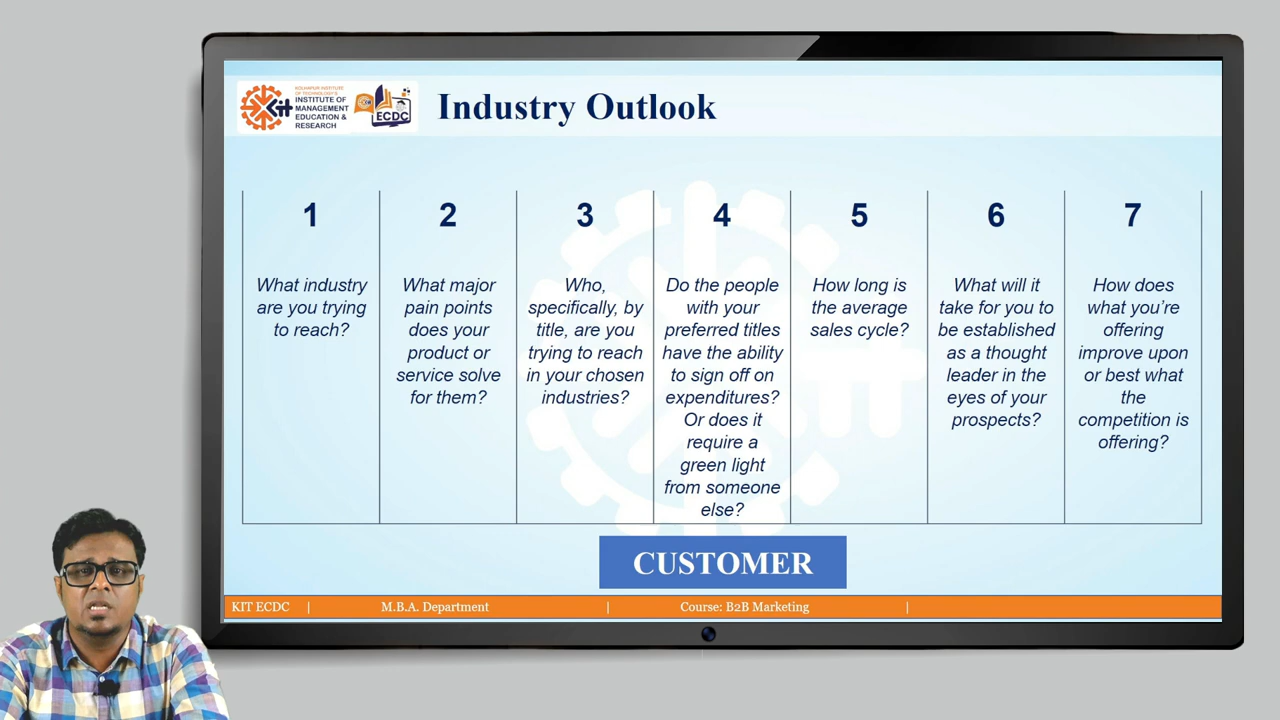 KOLHAPUR INSTITUTE
OF TECHNOLOGY'S
INSTITUTE OF
MANAGEMENT
EDUCATION &
RESEARCH
Kit
ECDC
Industry Outlook
1
What industry
are you trying
to reach?
2
What major
pain points
does your
product or
service solve
for them?
3
Who,
specifically, by
title, are you
trying to reach
in your chosen
industries?
4
Do the people
with your
preferred titles
have the ability
to sign off on
expenditures?
Or does it
require a
green light
from someone
else?
5
How long is
the average
sales cycle?
6
What will it
take for you to
be established
as a thought
leader in the
eyes of your
prospects?
7
How does
what you're
offering
improve upon
or best what
the
competition is
offering?
CUSTOMER
KIT ECDC | M.B.A. Department | Course: B2B Marketing |